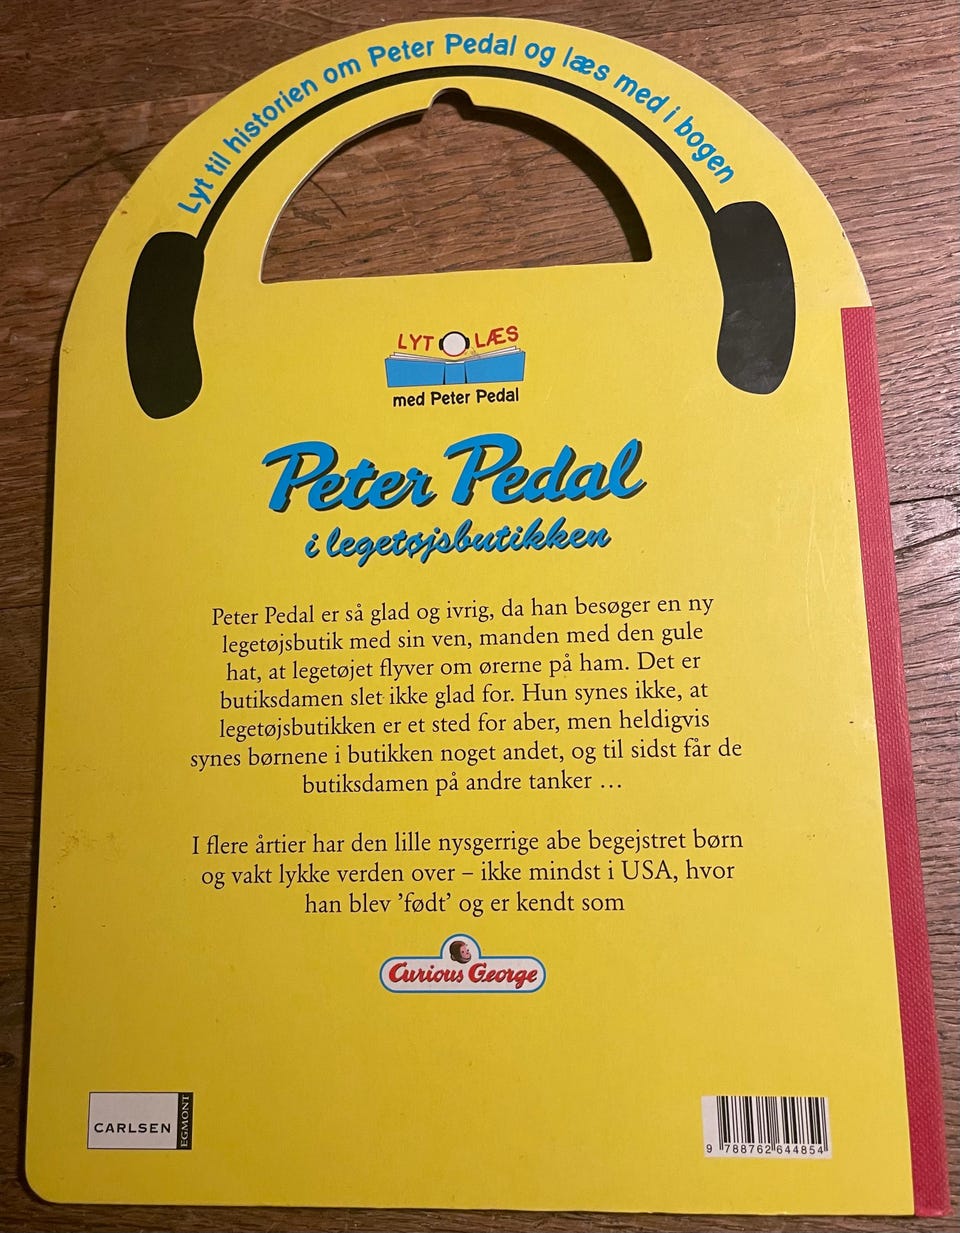 Lyt til historien om Peter Pedal og læs med i bogen
LYT LÆS
med Peter Pedal
Peter Pedal
i legetøjsbutikken
Peter Pedal er så glad og ivrig, da han besøger en ny
legetøjsbutik med sin ven, manden med den gule
hat, at legetøjet flyver om ørerne på ham. Det er
butiksdamen slet ikke glad for. Hun synes ikke, at
legetøjsbutikken er et sted for aber, men heldigvis
synes børnene i butikken noget andet, og til sidst får de
butiksdamen på andre tanker …
I flere årtier har den lille nysgerrige abe begejstret børn
og vakt lykke verden over – ikke mindst i USA, hvor
han blev ’født’ og er kendt som
Curious George
CARLSEN
EGMONT
9 788762 644854